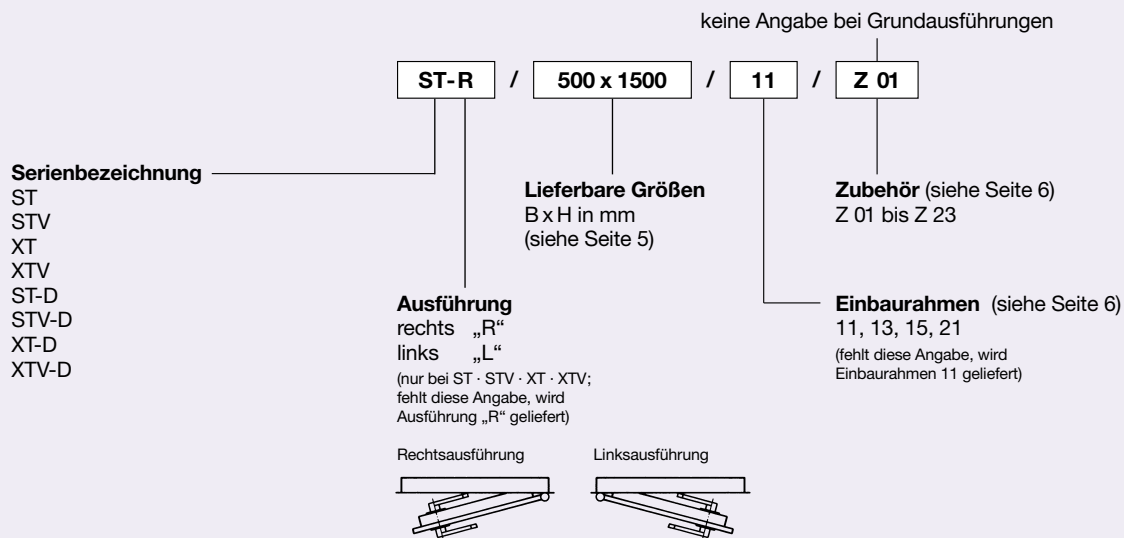 keine Angabe bei Grundausführungen
ST-R / 500 x 1500 / 11 / Z 01
Serienbezeichnung
ST
STV
XT
XTV
ST-D
STV-D
XT-D
XTV-D
Lieferbare Größen
B x H in mm
(siehe Seite 5)
Zubehör (siehe Seite 6)
Z 01 bis Z 23
Ausführung
rechts „R“
links „L“
(nur bei ST · STV · XT · XTV;
fehlt diese Angabe, wird
Ausführung „R“ geliefert)
Einbaurahmen (siehe Seite 6)
11, 13, 15, 21
(fehlt diese Angabe, wird
Einbaurahmen 11 geliefert)
Rechtsausführung
Linksausführung